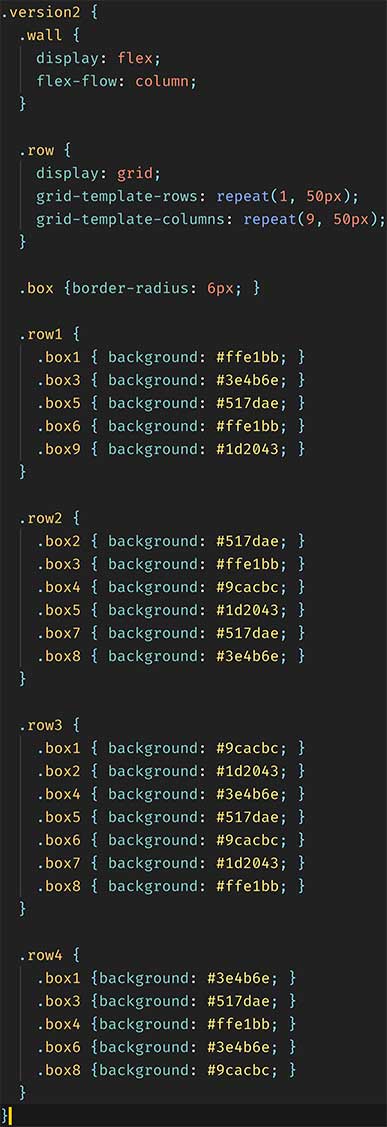 .version2 {
.wall {
display: flex;
flex-flow: column;
}
.row {
display: grid;
grid-template-rows: repeat(1, 50px);
grid-template-columns: repeat(9, 50px);
}
.box {border-radius: 6px; }
.row1 {
.box1 { background: #ffe1bb; }
.box3 { background: #3e4b6e; }
.box5 { background: #517dae; }
.box6 { background: #ffe1bb; }
.box9 { background: #1d2043; }
}
.row2 {
.box2 { background: #517dae; }
.box3 { background: #ffe1bb; }
.box4 { background: #9cacbc; }
.box5 { background: #1d2043; }
.box7 { background: #517dae; }
.box8 { background: #3e4b6e; }
}
.row3 {
.box1 { background: #9cacbc; }
.box2 { background: #1d2043; }
.box4 { background: #3e4b6e; }
.box5 { background: #517dae; }
.box6 { background: #9cacbc; }
.box7 { background: #1d2043; }
.box8 { background: #ffe1bb; }
}
.row4 {
.box1 {background: #3e4b6e; }
.box3 {background: #517dae; }
.box4 {background: #ffe1bb; }
.box6 {background: #3e4b6e; }
.box8 {background: #9cacbc; }
}
}